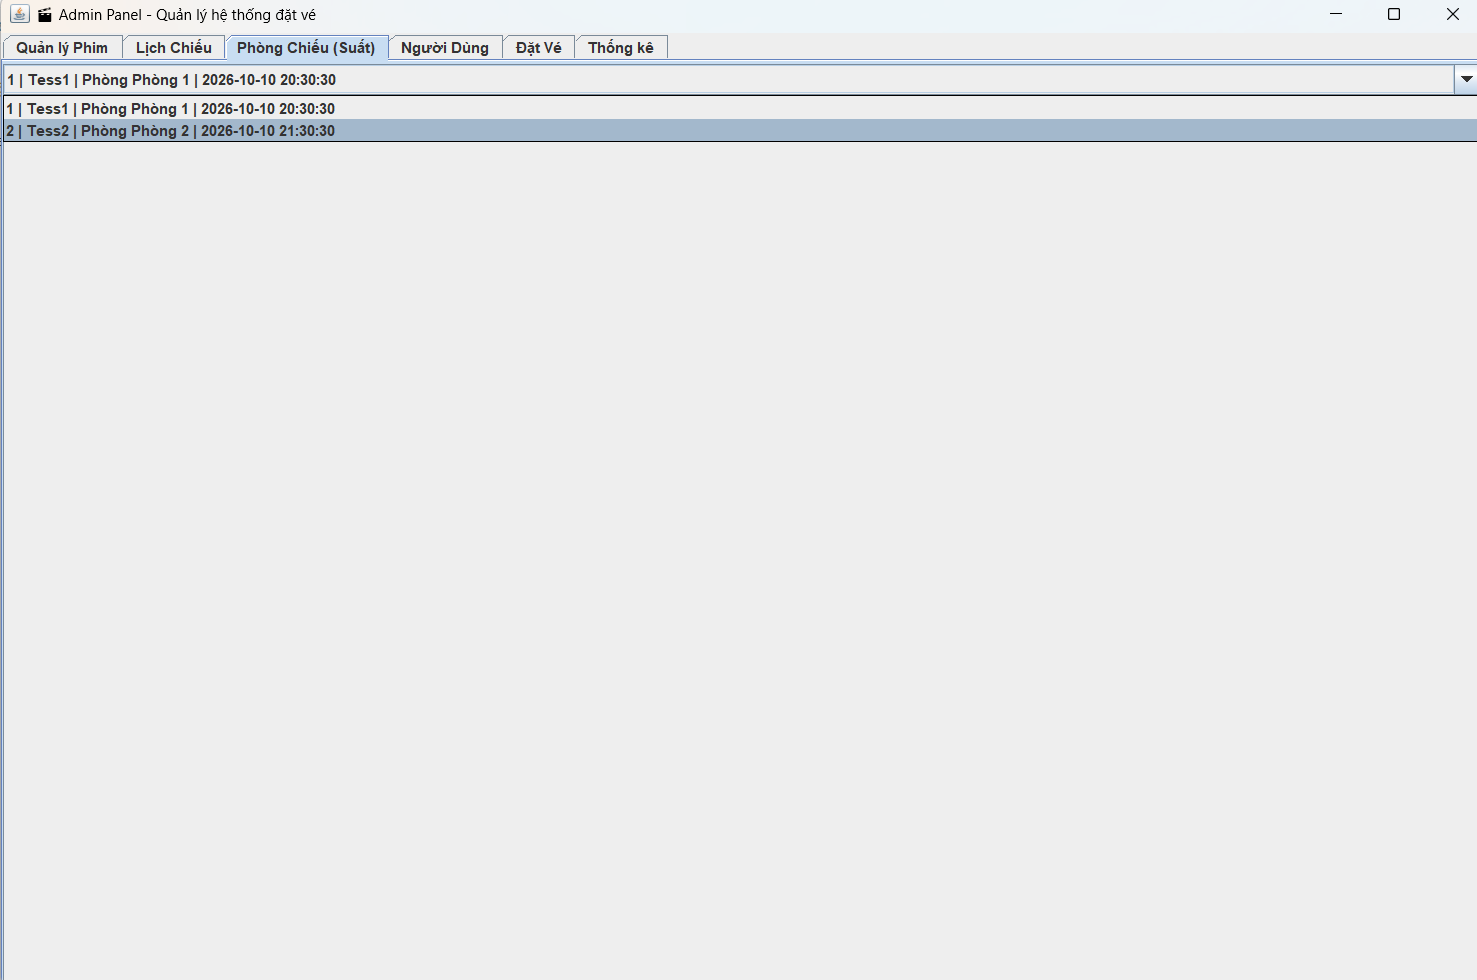 Admin Panel - Quản lý hệ thống đặt vé
Quản lý Phim Lịch Chiếu Phòng Chiếu (Suất) Người Dùng Đặt Vé Thống kê
1 | Tess1 | Phòng Phòng 1 | 2026-10-10 20:30:30
1 | Tess1 | Phòng Phòng 1 | 2026-10-10 20:30:30
2 | Tess2 | Phòng Phòng 2 | 2026-10-10 21:30:30